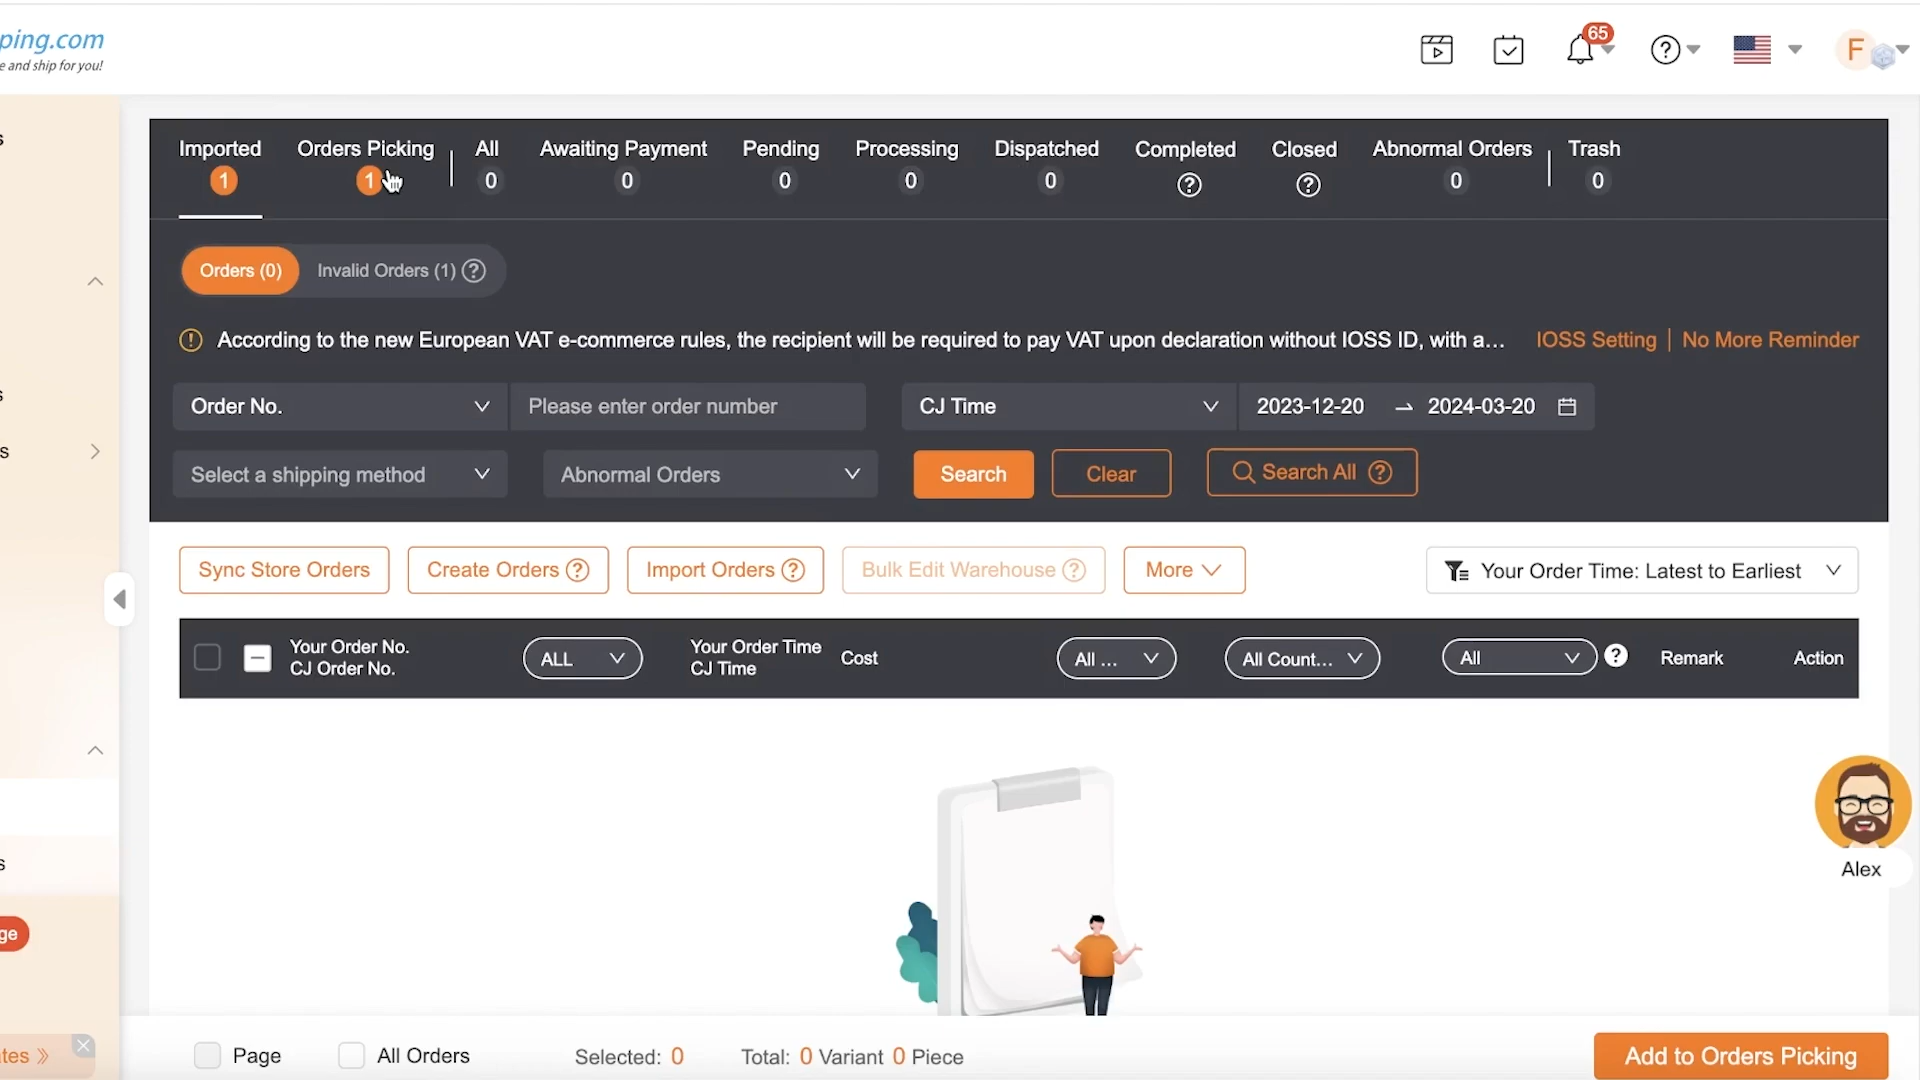 ping.com
e and ship for you!
65
F
Imported
1
Orders Picking
1
All
0
Awaiting Payment
0
Pending
0
Processing
0
Dispatched
0
Completed
?
Closed
?
Abnormal Orders
0
Trash
0
Orders (0)
Invalid Orders (1) ?
According to the new European VAT e-commerce rules, the recipient will be required to pay VAT upon declaration without IOSS ID, with a...
IOSS Setting | No More Reminder
Order No.
Please enter order number
CJ Time
2023-12-20 → 2024-03-20
Select a shipping method
Abnormal Orders
Search
Clear
Search All ?
Sync Store Orders
Create Orders ?
Import Orders ?
Bulk Edit Warehouse ?
More
Your Order Time: Latest to Earliest
Your Order No.
CJ Order No.
ALL
Your Order Time
CJ Time
Cost
All ...
All Count...
All
?
Remark
Action
Alex
s
s
s
s
ge
tes »
Page
All Orders
Selected: 0
Total: 0 Variant 0 Piece
Add to Orders Picking